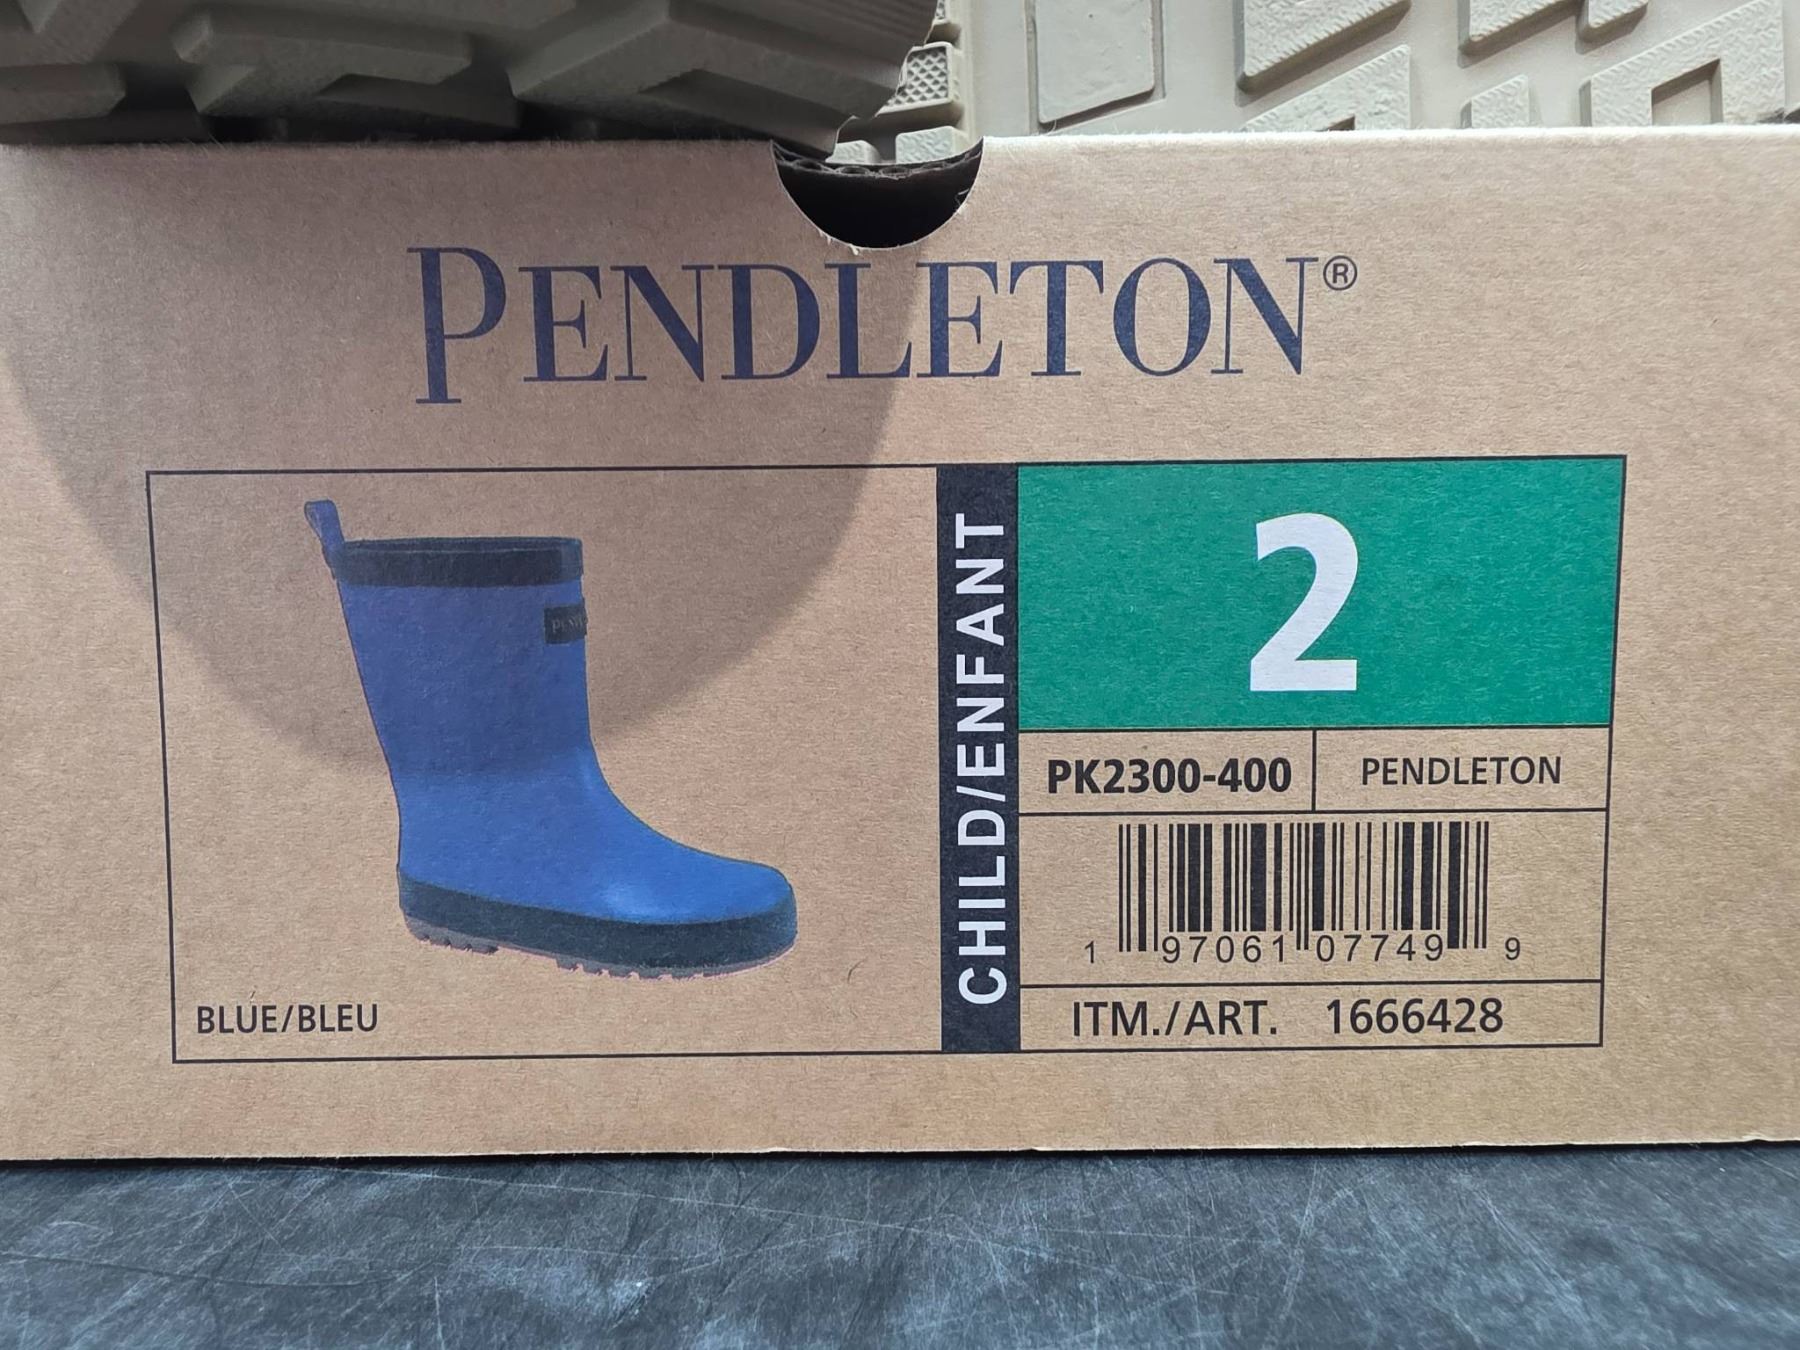 PENDLETON®
CHILD/ENFANT
2
PK2300-400
PENDLETON
1 97061 07749 9
ITM./ART. 1666428
BLUE/BLEU